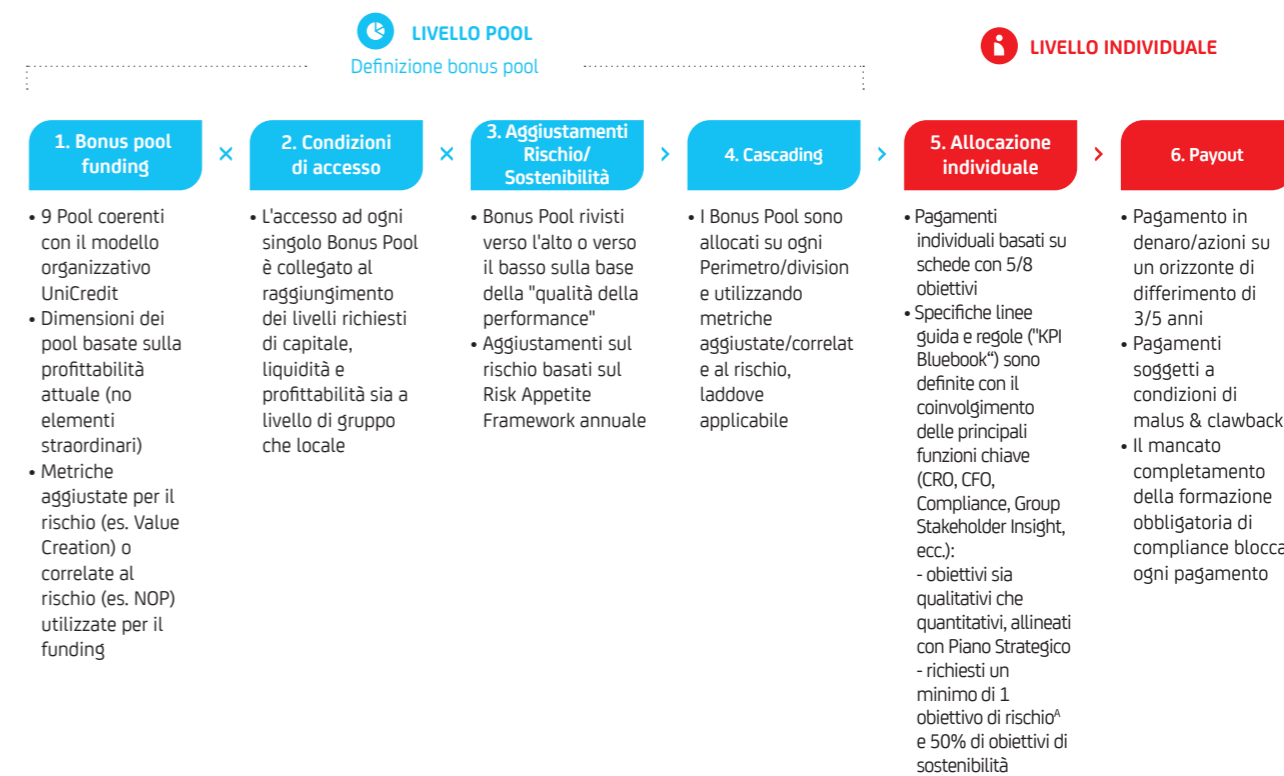 LIVELLO POOL
Definizione bonus pool
LIVELLO INDIVIDUALE
1. Bonus pool
funding
×
2. Condizioni
di accesso
×
3. Aggiustamenti
Rischio/
Sostenibilità
>
4. Cascading
>
5. Allocazione
individuale
>
6. Payout
• 9 Pool coerenti
con il modello
organizzativo
UniCredit
• Dimensioni dei
pool basate sulla
profittabilità
attuale (no
elementi
straordinari)
• Metriche
aggiustate per il
rischio (es. Value
Creation) o
correlate al
rischio (es. NOP)
utilizzate per il
funding
• L'accesso ad ogni
singolo Bonus Pool
è collegato al
raggiungimento
dei livelli richiesti
di capitale,
liquidità e
profittabilità sia a
livello di gruppo
che locale
• Bonus Pool rivisti
verso l'alto o verso
il basso sulla base
della "qualità della
performance"
• Aggiustamenti sul
rischio basati sul
Risk Appetite
Framework annuale
• I Bonus Pool sono
allocati su ogni
Perimetro/division
e utilizzando
metriche
aggiustate/correlat
e al rischio,
laddove
applicabile
• Pagamenti
individuali basati su
schede con 5/8
obiettivi
• Specifiche linee
guida e regole ("KPI
Bluebook“) sono
definite con il
coinvolgimento
delle principali
funzioni chiave
(CRO, CFO,
Compliance, Group
Stakeholder Insight,
ecc.):
- obiettivi sia
qualitativi che
quantitativi, allineati
con Piano Strategico
- richiesti un
minimo di 1
obiettivo di rischioᴬ
e 50% di obiettivi di
sostenibilità
• Pagamento in
denaro/azioni su
un orizzonte di
differimento di
3/5 anni
• Pagamenti
soggetti a
condizioni di
malus & clawback
• Il mancato
completamento
della formazione
obbligatoria di
compliance blocca
ogni pagamento